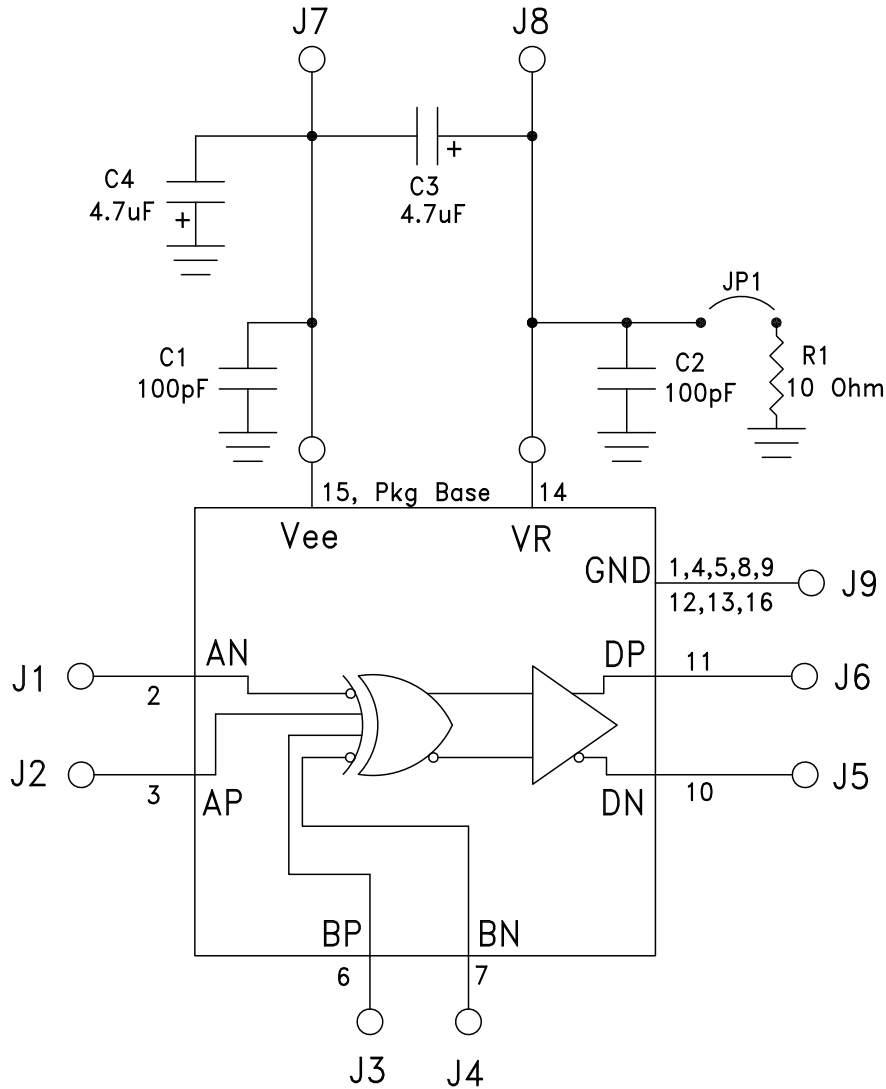 J7
J8
C4
4.7uF
+
+
C3
4.7uF
JP1
C1
100pF
C2
100pF
R1
10 Ohm
15, Pkg Base
14
Vee
VR
GND
1,4,5,8,9
12,13,16
J9
J1
2
AN
DP
11
J6
J2
3
AP
DN
10
J5
BP
BN
6
7
J3
J4